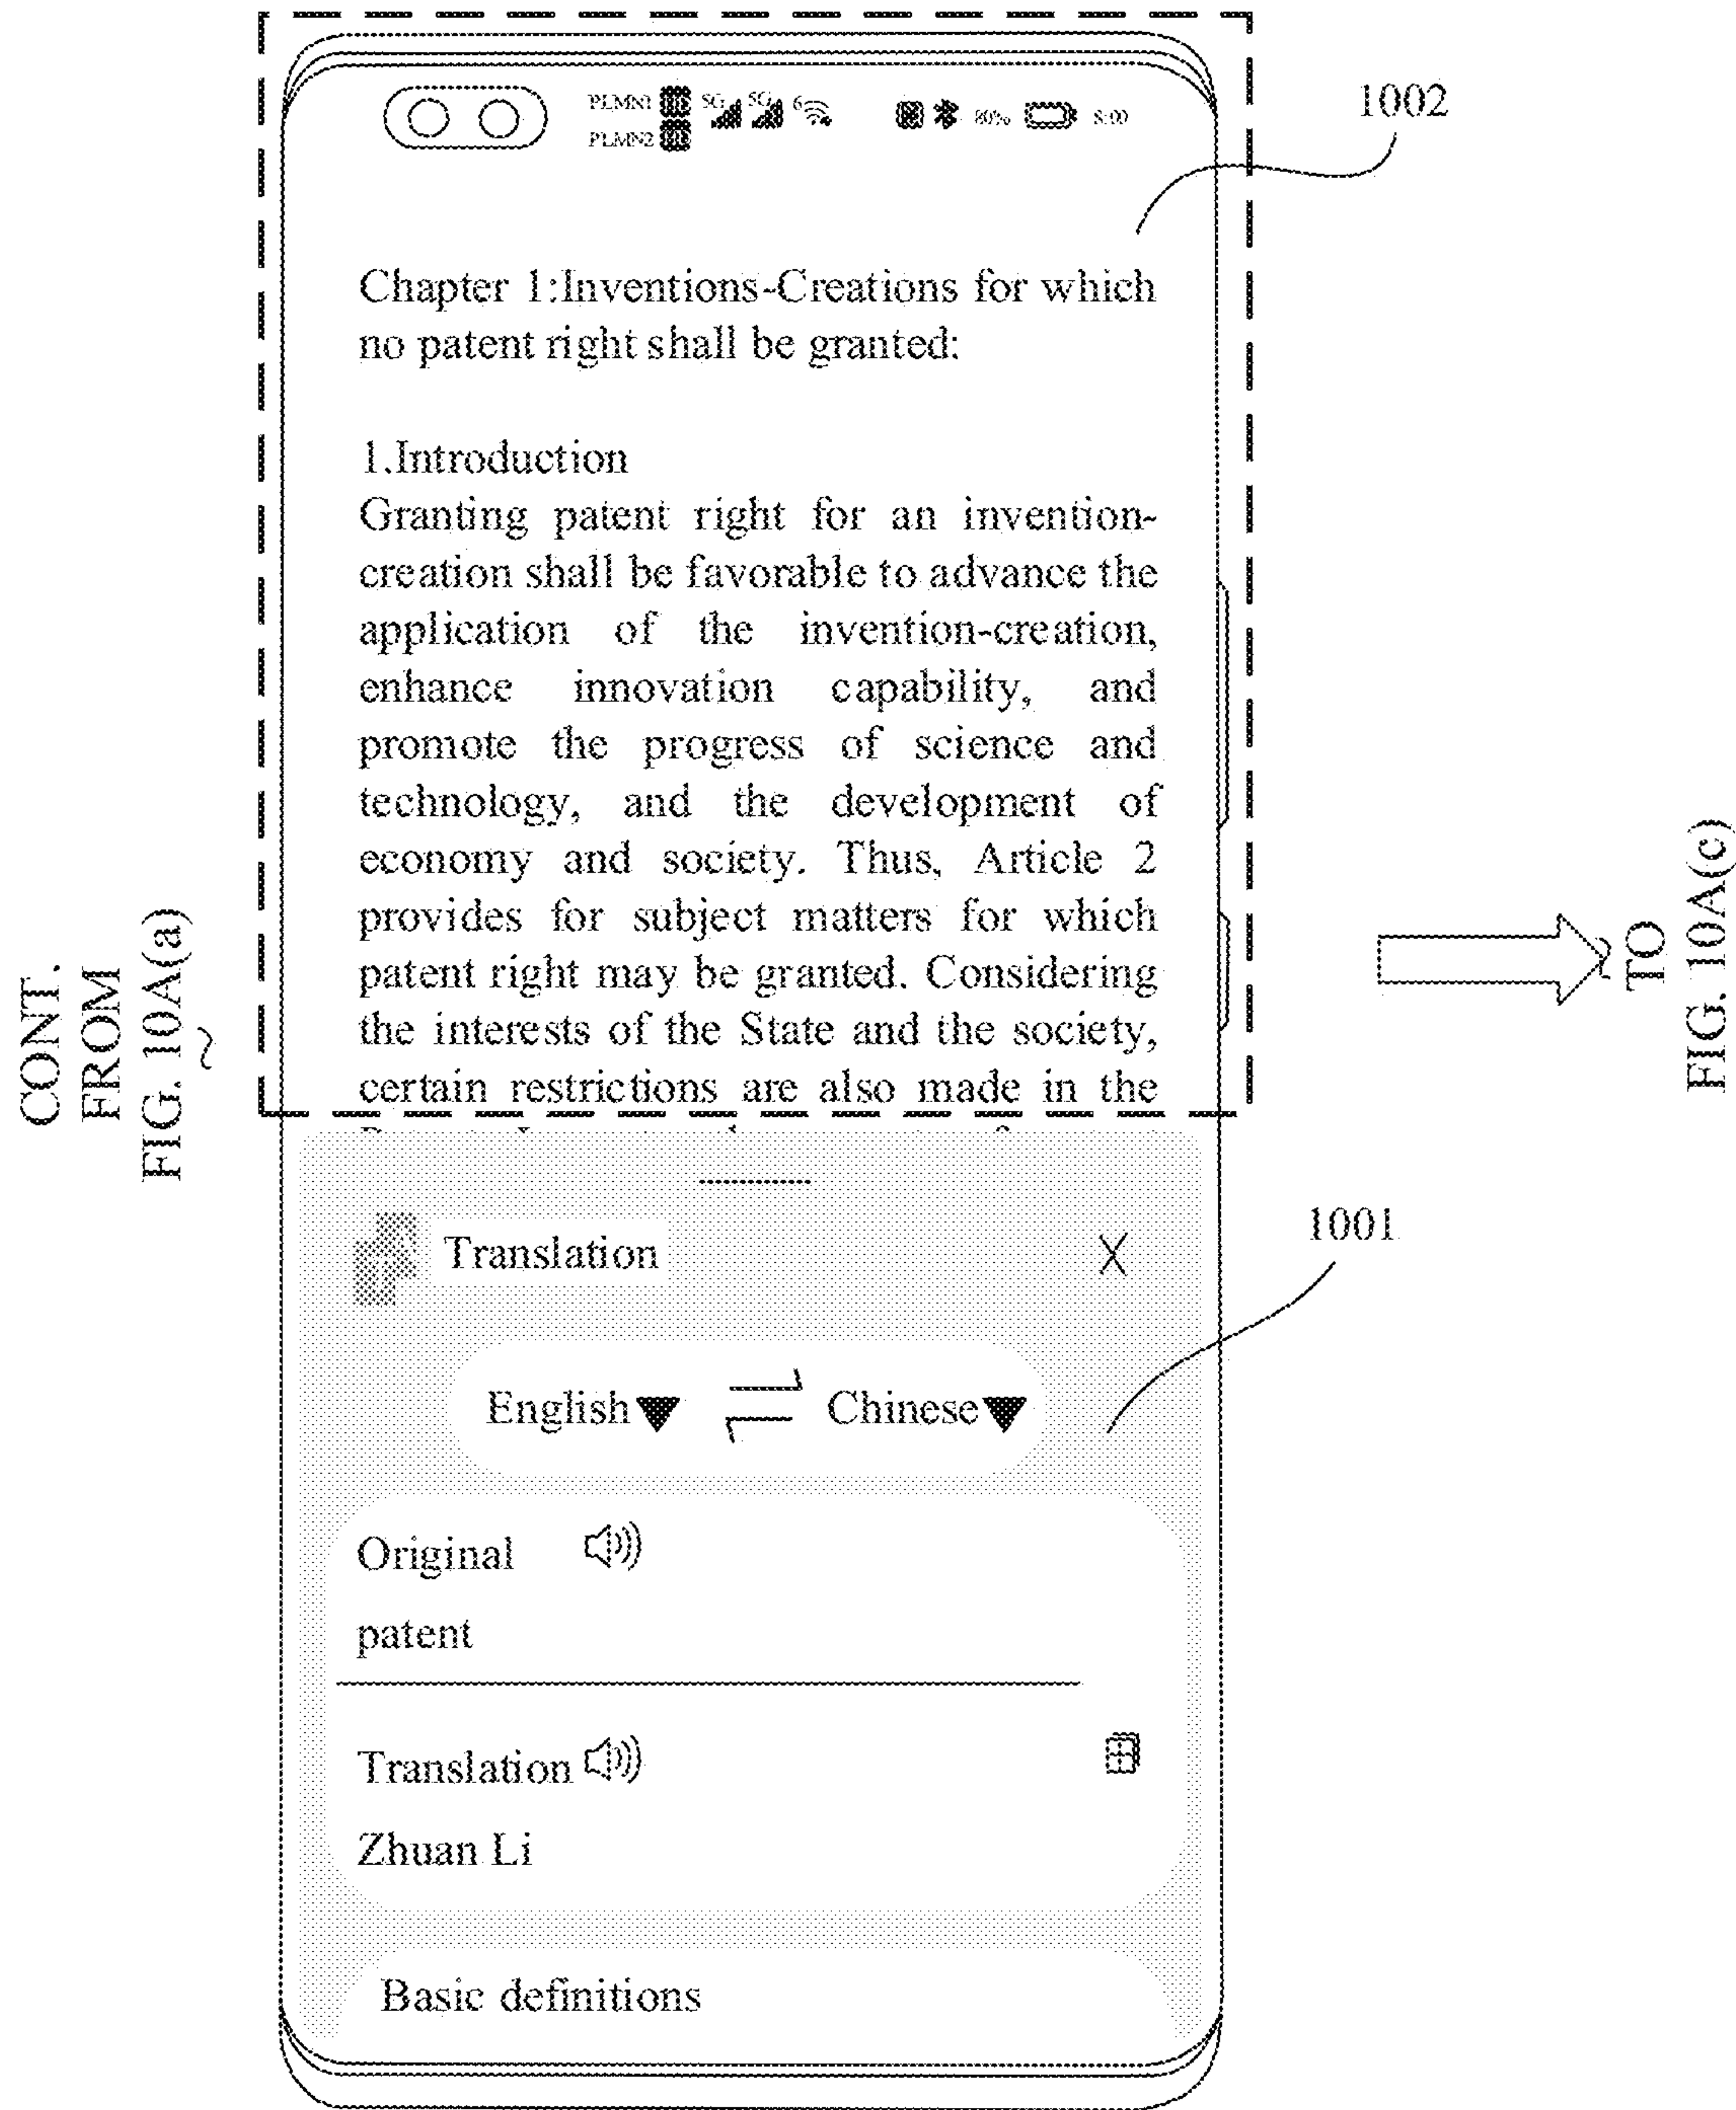 PLMN1 5G 5G 6 80% 8:00
PLMN2
1002
Chapter 1:Inventions-Creations for which
no patent right shall be granted:
1.Introduction
Granting patent right for an invention-
creation shall be favorable to advance the
application of the invention-creation,
enhance innovation capability, and
promote the progress of science and
technology, and the development of
economy and society. Thus, Article 2
provides for subject matters for which
patent right may be granted. Considering
the interests of the State and the society,
certain restrictions are also made in the
CONT.
FROM
FIG. 10A(a)
TO
FIG. 10A(c)
Translation X
1001
English Chinese
Original
patent
Translation
Zhuan Li
Basic definitions